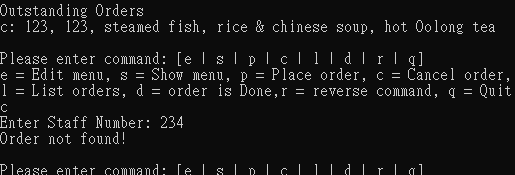 Outstanding Orders
c: 123, 123, steamed fish, rice & chinese soup, hot Oolong tea
Please enter command: [e | s | p | c | l | d | r | q]
e = Edit menu, s = Show menu, p = Place order, c = Cancel order,
l = List orders, d = order is Done,r = reverse command, q = Quit
c
Enter Staff Number: 234
Order not found!
Please enter command: [e | s | p | c | l | d | r | q]